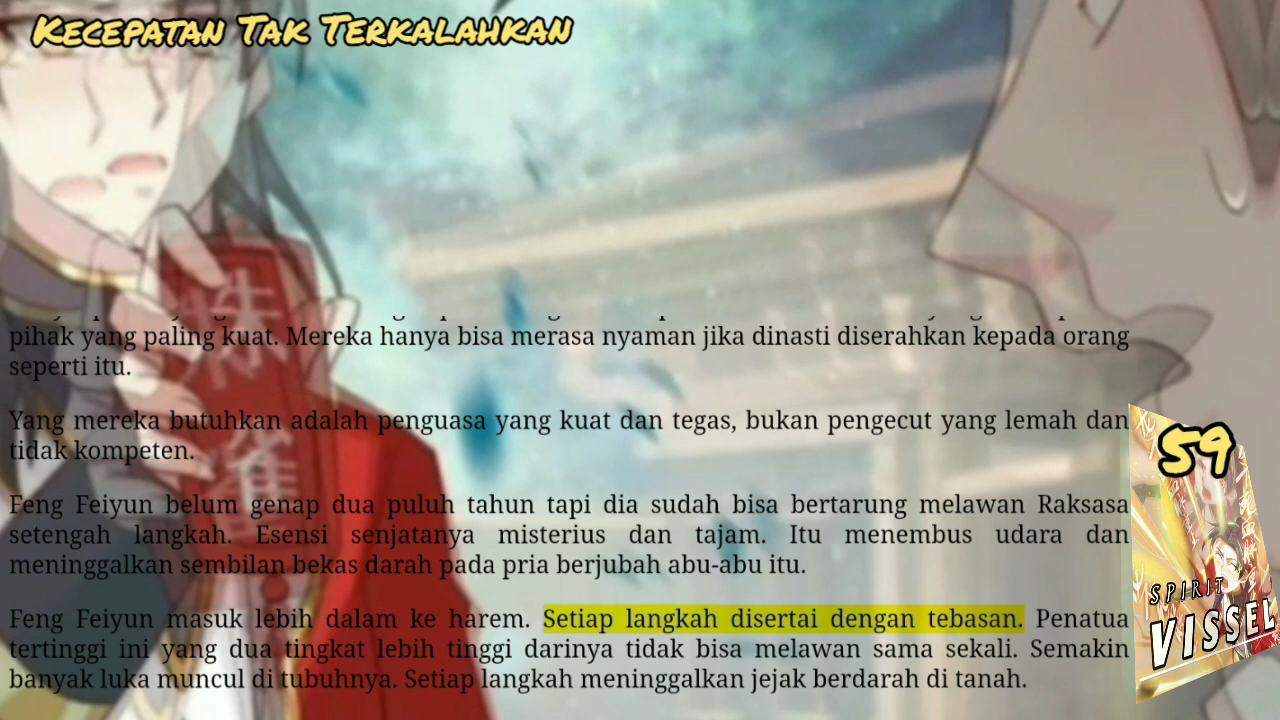 Kecepatan Tak Terkalahkan
pihak yang paling kuat. Mereka hanya bisa merasa nyaman jika dinasti diserahkan kepada orang
seperti itu.
Yang mereka butuhkan adalah penguasa yang kuat dan tegas, bukan pengecut yang lemah dan
tidak kompeten.
59
Feng Feiyun belum genap dua puluh tahun tapi dia sudah bisa bertarung melawan Raksasa
setengah langkah. Esensi senjatanya misterius dan tajam. Itu menembus udara dan
meninggalkan sembilan bekas darah pada pria berjubah abu-abu itu.
Feng Feiyun masuk lebih dalam ke harem. Setiap langkah disertai dengan tebasan. Penatua
tertinggi ini yang dua tingkat lebih tinggi darinya tidak bisa melawan sama sekali. Semakin
banyak luka muncul di tubuhnya. Setiap langkah meninggalkan jejak berdarah di tanah.
SPIRIT
VISSEL